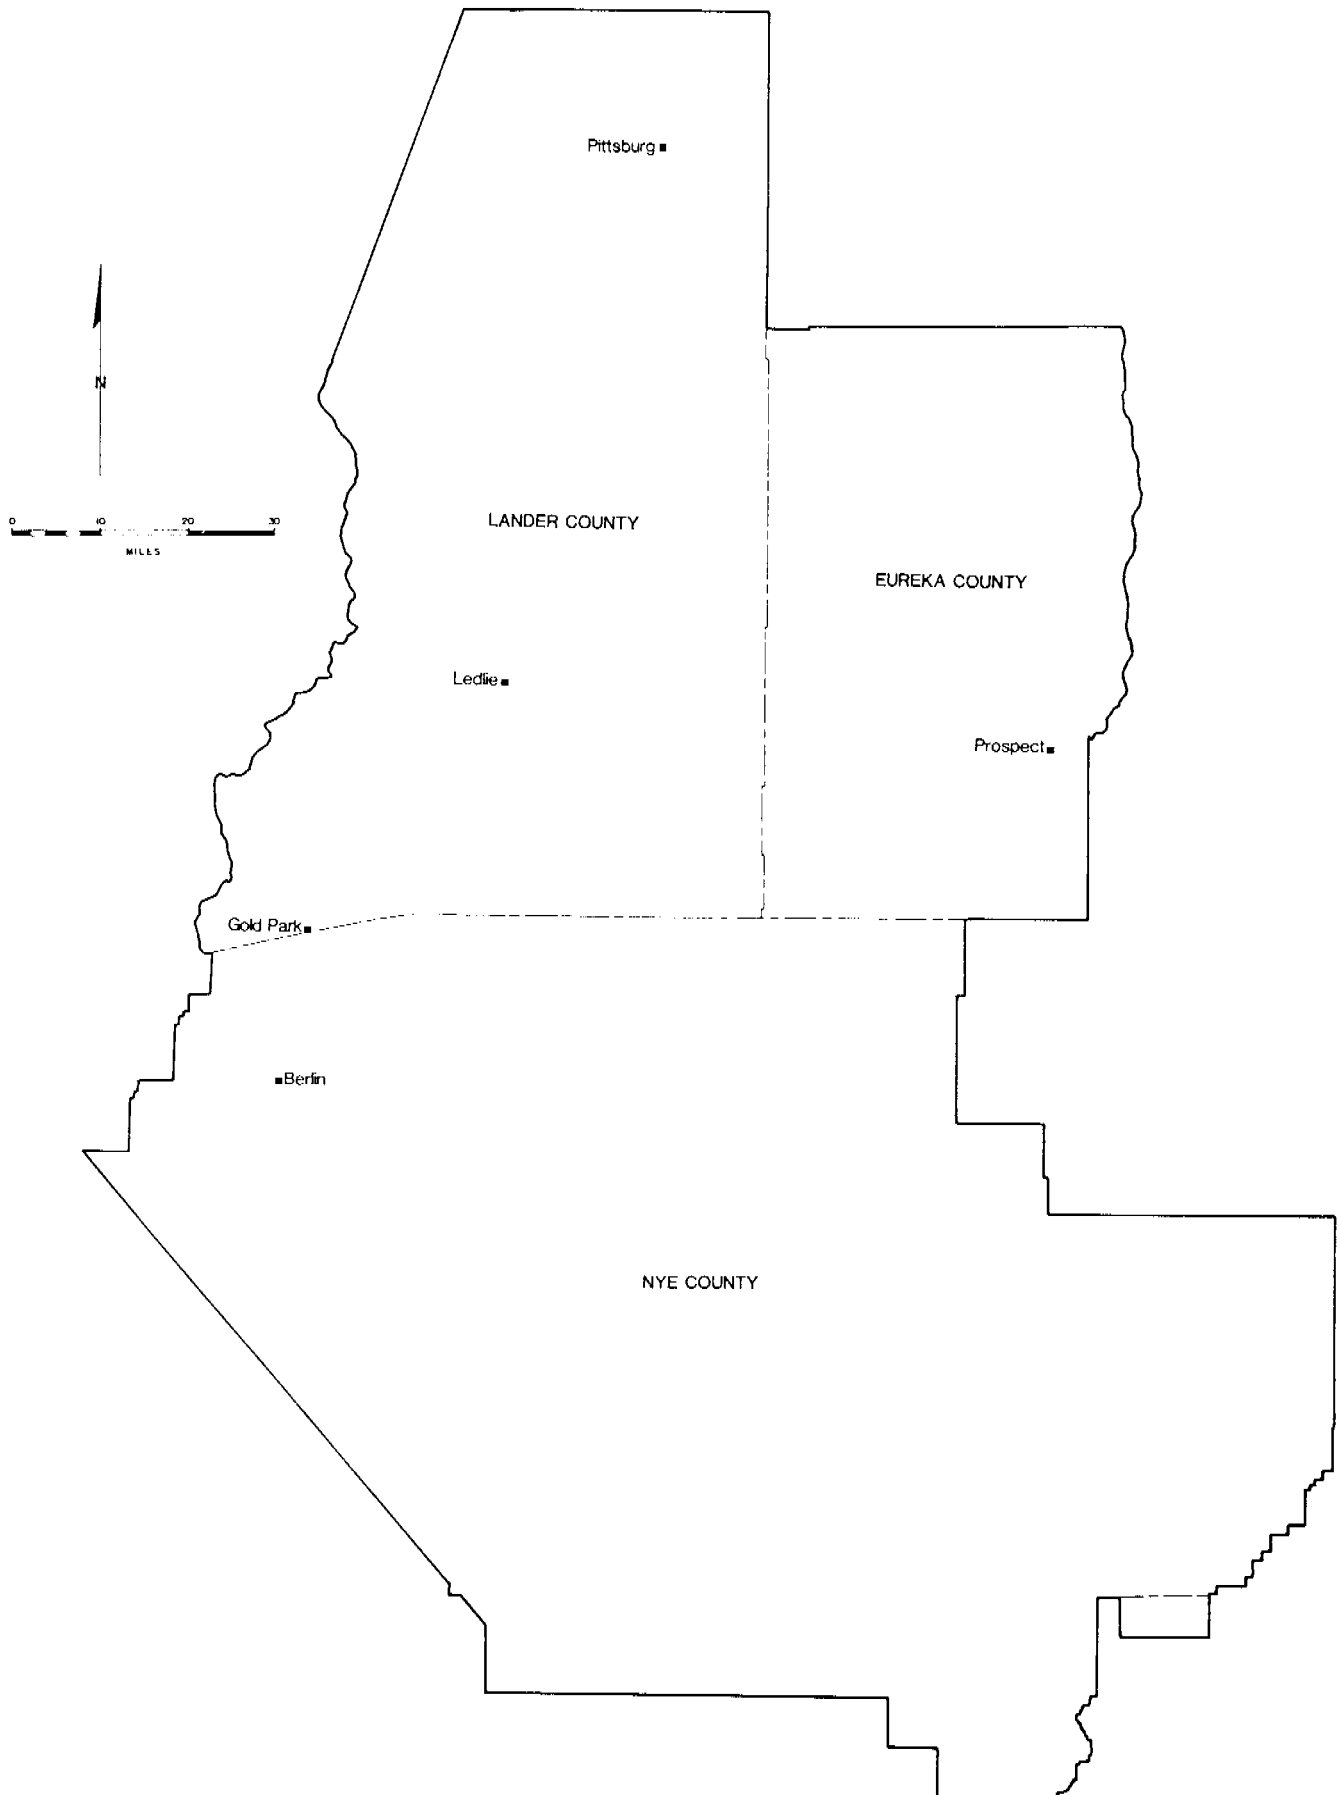 Pittsburg
N
0 10 20 30
MILES
LANDER COUNTY
EUREKA COUNTY
Ledlie
Prospect
Gold Park
Berlin
NYE COUNTY